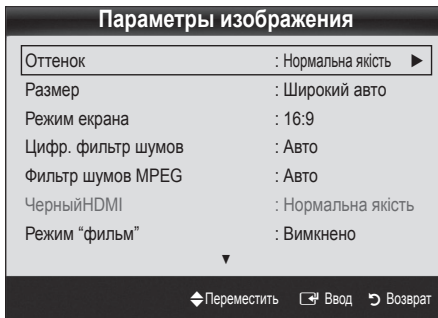 Параметры изображения
Оттенок : Нормальна якість ▶
Размер : Широкий авто
Режим екрана : 16:9
Цифр. фильтр шумов : Авто
Фильтр шумов MPEG : Авто
ЧерныйHDMI : Нормальна якість
Режим “фильм” : Вимкнено
▼
Переместить Ввод Возврат